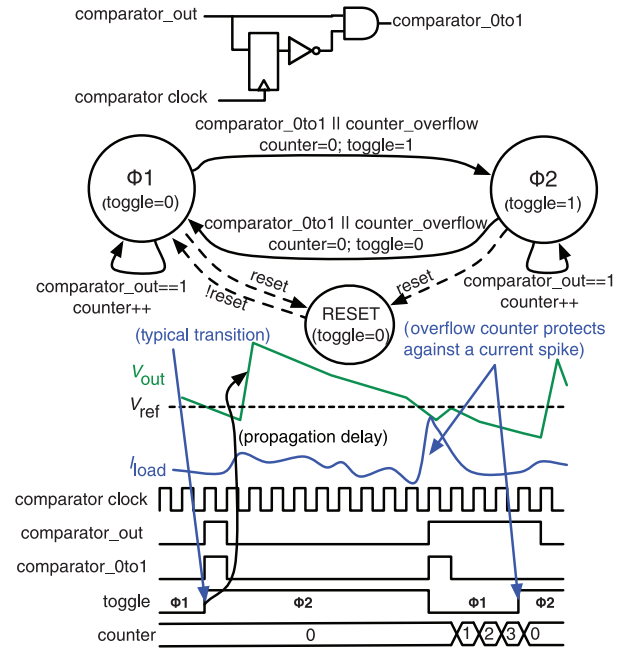 comparator_out
comparator_0to1
comparator clock
comparator_0to1 || counter_overflow
counter=0; toggle=1
Φ1
(toggle=0)
Φ2
(toggle=1)
comparator_0to1 || counter_overflow
counter=0; toggle=0
comparator_out==1
counter++
reset
!reset
reset
comparator_out==1
counter++
RESET
(toggle=0)
(typical transition)
(overflow counter protects
against a current spike)
Vout
Vref
(propagation delay)
Iload
comparator clock
comparator_out
comparator_0to1
toggle Φ1 Φ2 Φ1 Φ2
counter 0 1 2 3 0